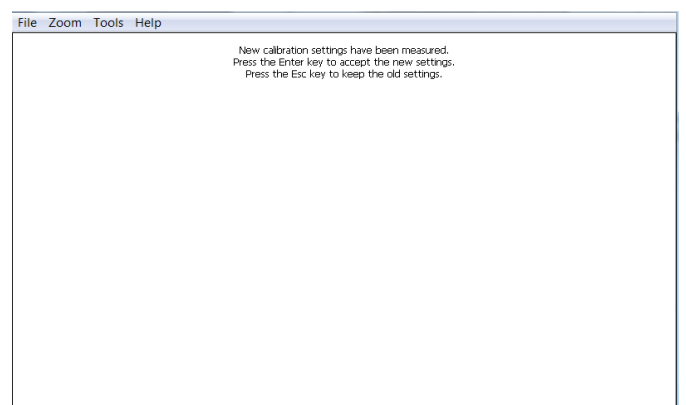 File Zoom Tools Help
New calibration settings have been measured.
Press the Enter key to accept the new settings.
Press the Esc key to keep the old settings.